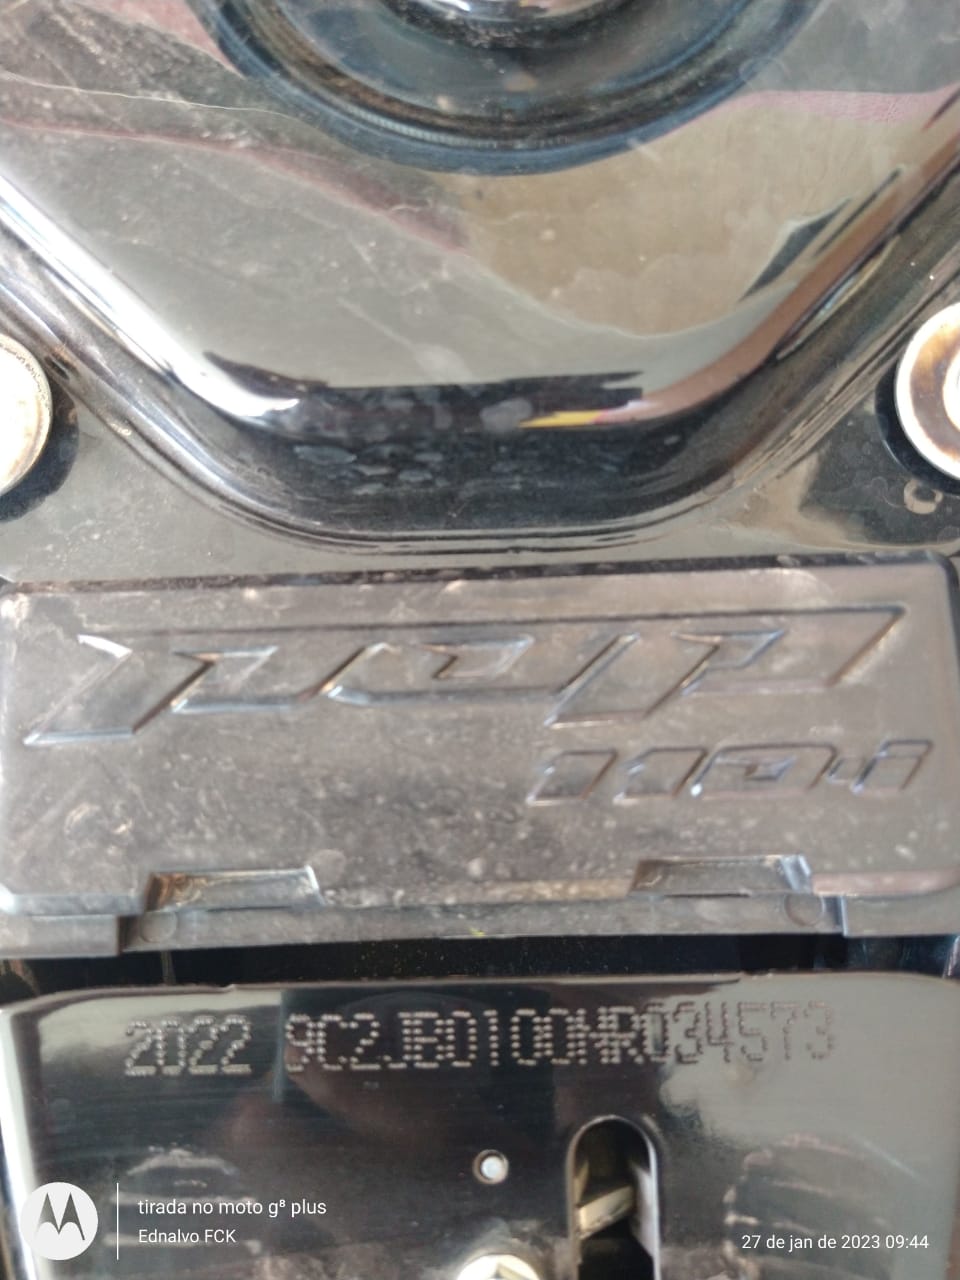 pop
110i
2022 9C2JB0100NR034573
tirada no moto g⁸ plus
Ednalvo FCK
27 de jan de 2023 09:44